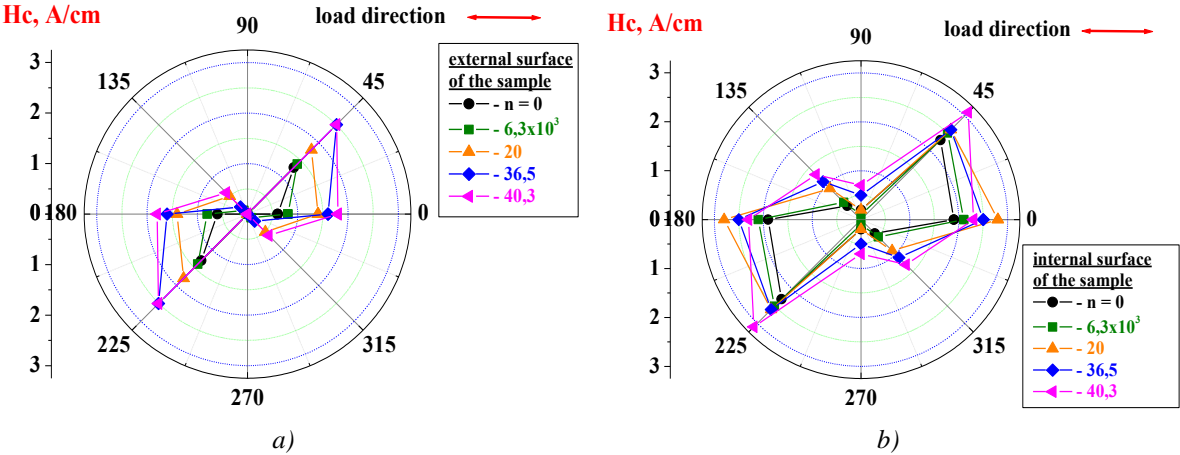 Hc, A/cm
load direction
90
135
45
180
0
225
315
270
3
2
1
0
1
2
3
external surface
of the sample
- n = 0
- 6,3x10³
- 20
- 36,5
- 40,3
a)
Hc, A/cm
load direction
90
135
45
180
0
225
315
270
3
2
1
0
1
2
3
internal surface
of the sample
- n = 0
- 6,3x10³
- 20
- 36,5
- 40,3
b)